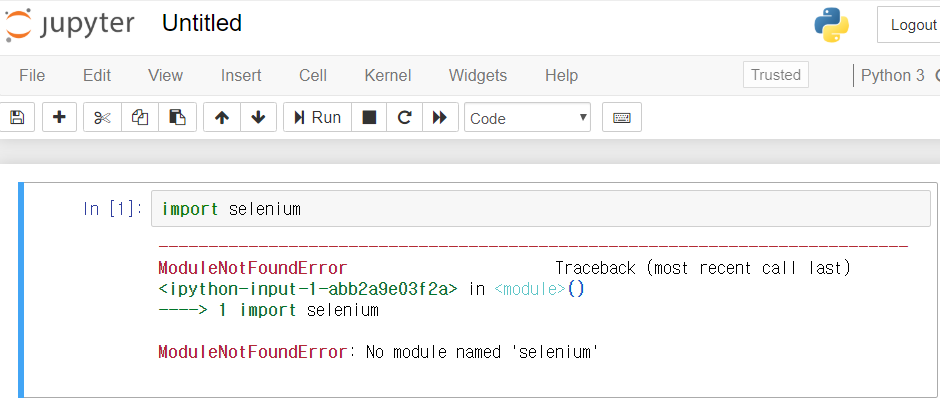 jupyter Untitled Logout
File Edit View Insert Cell Kernel Widgets Help Trusted Python 3
Run Code
In [1]: import selenium
---------------------------------------------------------------------------
ModuleNotFoundError Traceback (most recent call last)
<ipython-input-1-abb2a9e03f2a> in <module>()
----> 1 import selenium
ModuleNotFoundError: No module named 'selenium'